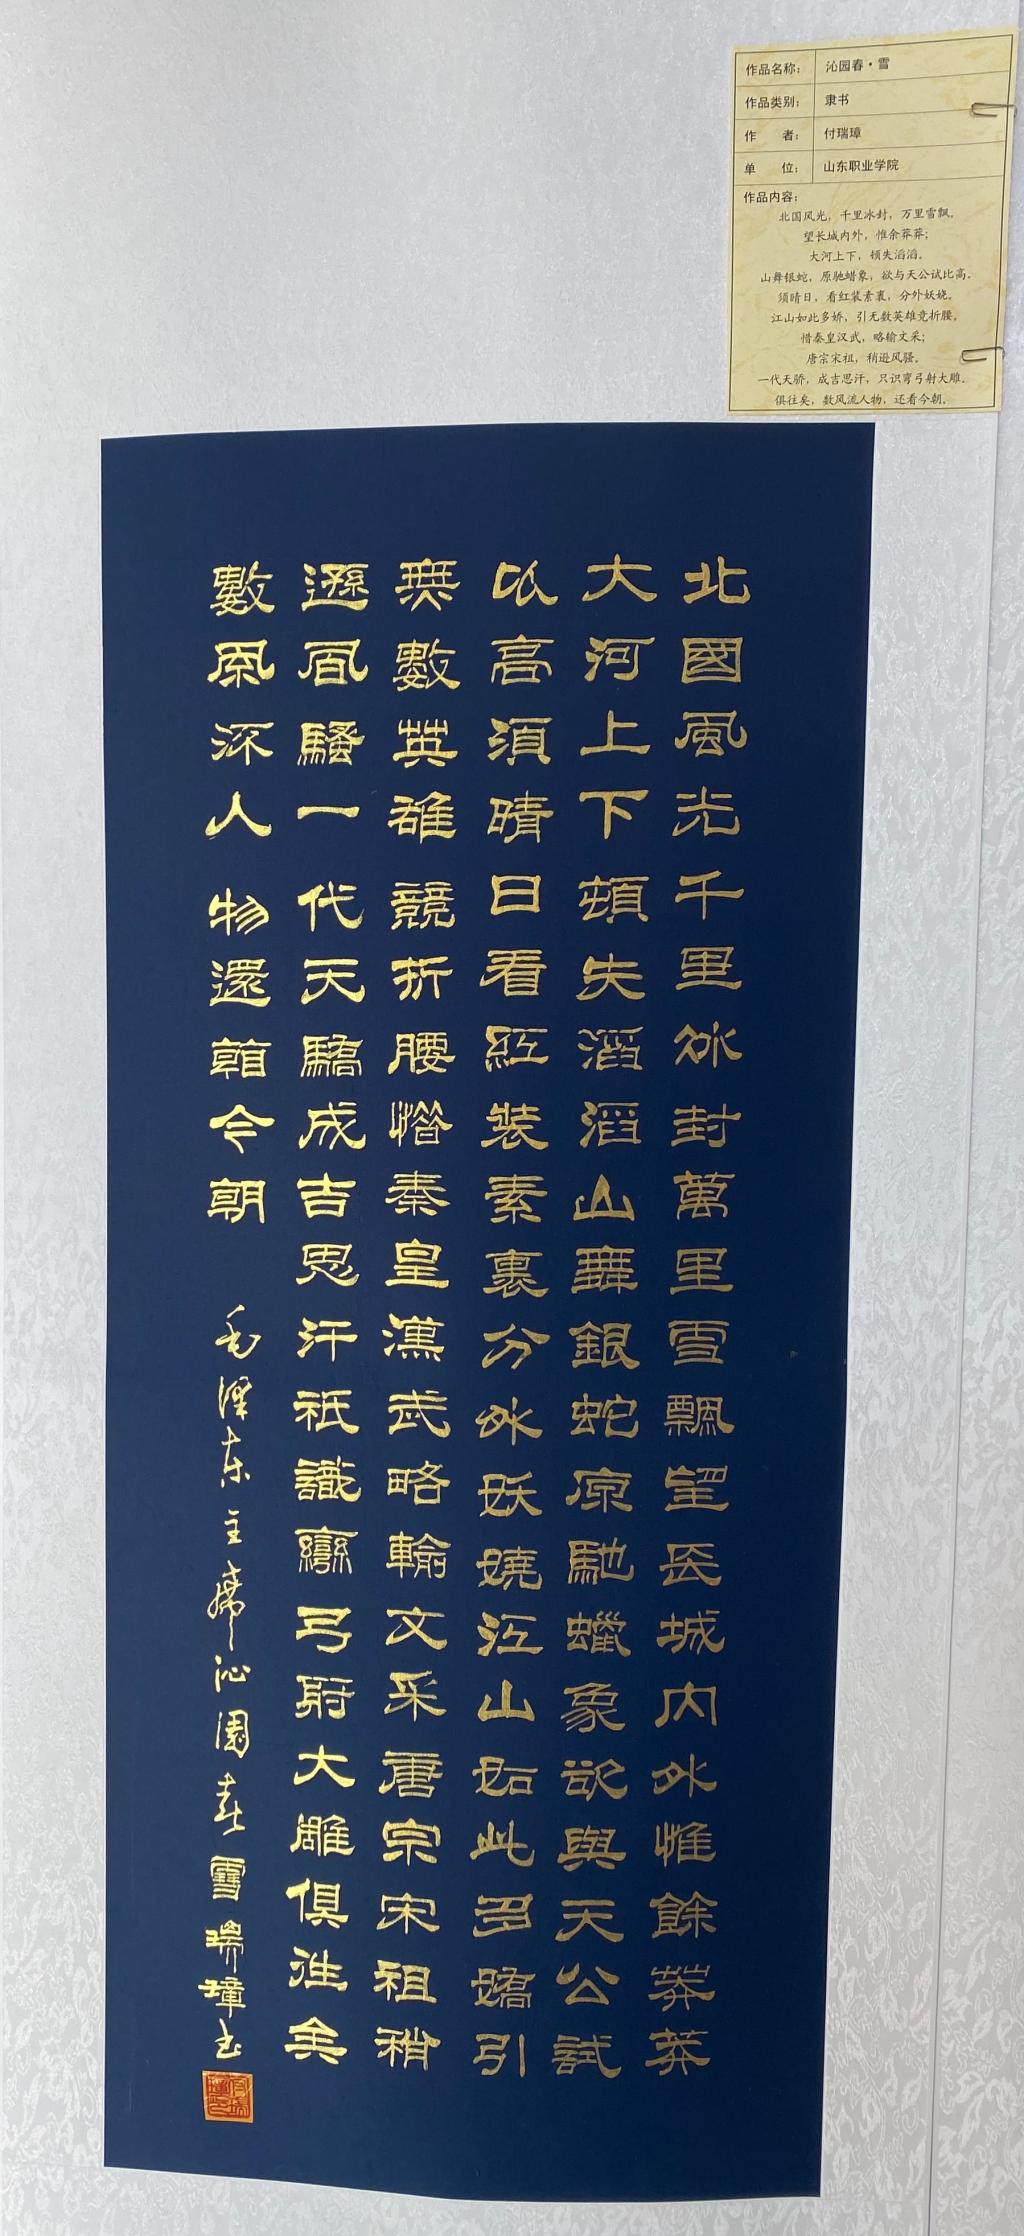 作品名称： 沁园春·雪
作品类别： 隶书
作　者： 付瑞璋
单　位： 山东职业学院
作品内容：
北国风光，千里冰封，万里雪飘。
望长城内外，惟余莽莽；
大河上下，顿失滔滔。
山舞银蛇，原驰蜡象，欲与天公试比高。
须晴日，看红装素裹，分外妖娆。
江山如此多娇，引无数英雄竞折腰。
惜秦皇汉武，略输文采；
唐宗宋祖，稍逊风骚。
一代天骄，成吉思汗，只识弯弓射大雕。
俱往矣，数风流人物，还看今朝。
北國風光千里冰封萬里雪飄望長城内外惟餘莽莽
大河上下頓失滔滔山舞銀蛇原馳蠟象欲與天公試
以高須晴日看紅裝素裹分外妖嬈江山如此多嬌引
無數英雄競折腰惜秦皇漢武略輸文采唐宗宋祖稍
遜風騷一代天驕成吉思汗祇識彎弓射大雕俱往矣
數風流人物還看今朝 毛澤東主席沁園春雪瑞璋书